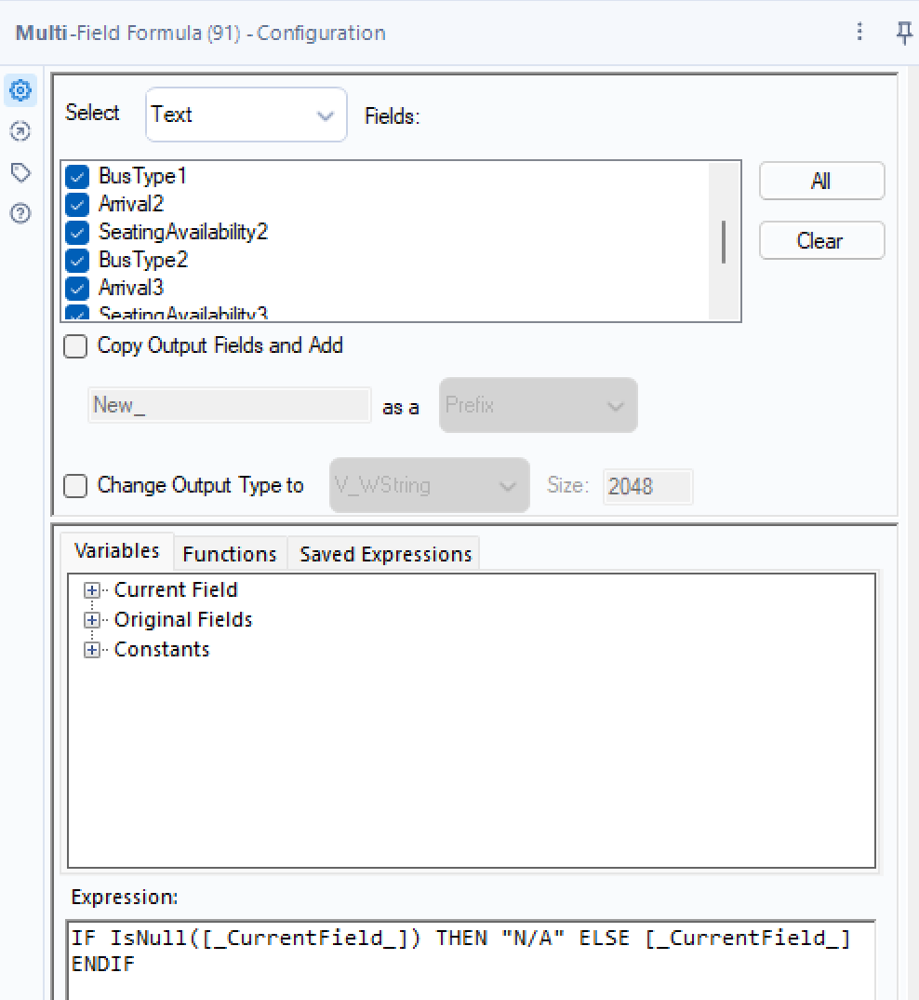 Multi-Field Formula (91) - Configuration
Select Text Fields:
BusType1
Arrival2
SeatingAvailability2
BusType2
Arrival3
SeatingAvailability3
All
Clear
Copy Output Fields and Add
New_ as a Prefix
Change Output Type to V_WString Size: 2048
Variables Functions Saved Expressions
Current Field
Original Fields
Constants
Expression:
IF IsNull([_CurrentField_]) THEN "N/A" ELSE [_CurrentField_]
ENDIF